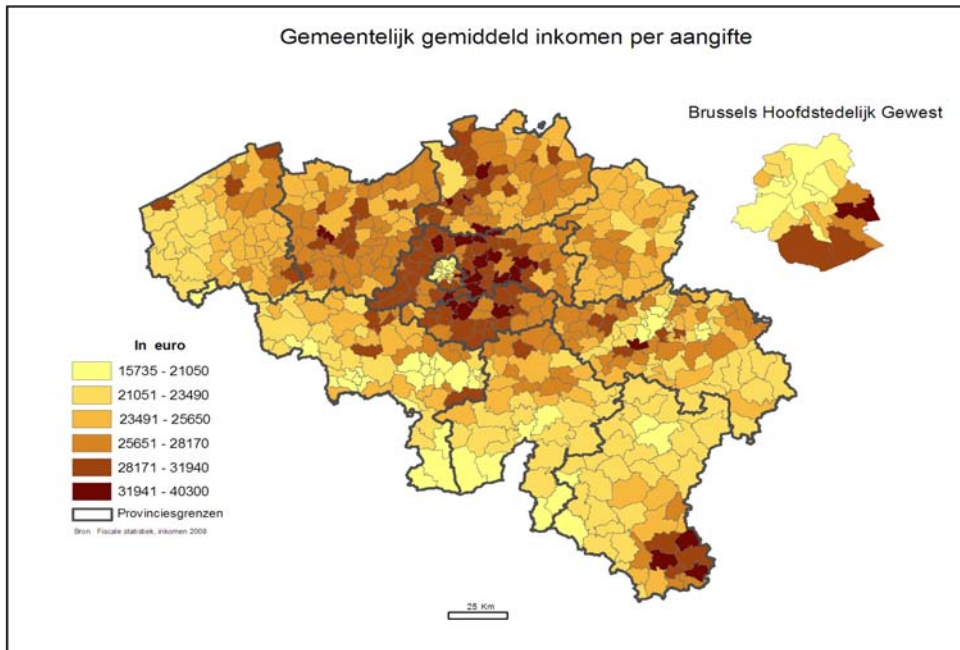 Gemeentelijk gemiddeld inkomen per aangifte
Brussels Hoofdstedelijk Gewest
In euro
15735 - 21050
21051 - 23490
23491 - 25650
25651 - 28170
28171 - 31940
31941 - 40300
Provinciesgrenzen
Bron Fiscale statistiek, inkomen 2008
25 Km